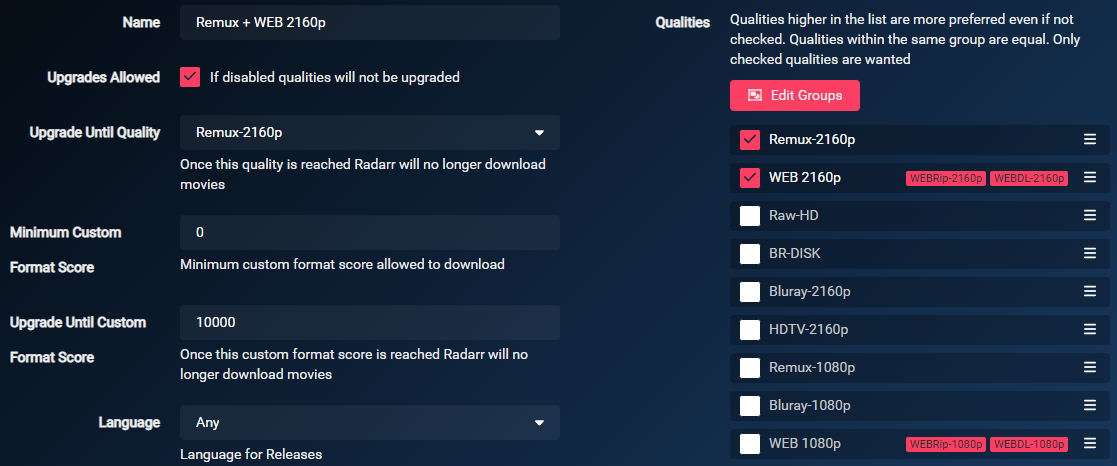 Name
Remux + WEB 2160p
Upgrades Allowed
If disabled qualities will not be upgraded
Upgrade Until Quality
Remux-2160p
Once this quality is reached Radarr will no longer download
movies
Minimum Custom
Format Score
0
Minimum custom format score allowed to download
Upgrade Until Custom
Format Score
10000
Once this custom format score is reached Radarr will no
longer download movies
Language
Any
Language for Releases
Qualities
Qualities higher in the list are more preferred even if not
checked. Qualities within the same group are equal. Only
checked qualities are wanted
Edit Groups
Remux-2160p
WEB 2160p WEBRip-2160p WEBDL-2160p
Raw-HD
BR-DISK
Bluray-2160p
HDTV-2160p
Remux-1080p
Bluray-1080p
WEB 1080p WEBRip-1080p WEBDL-1080p